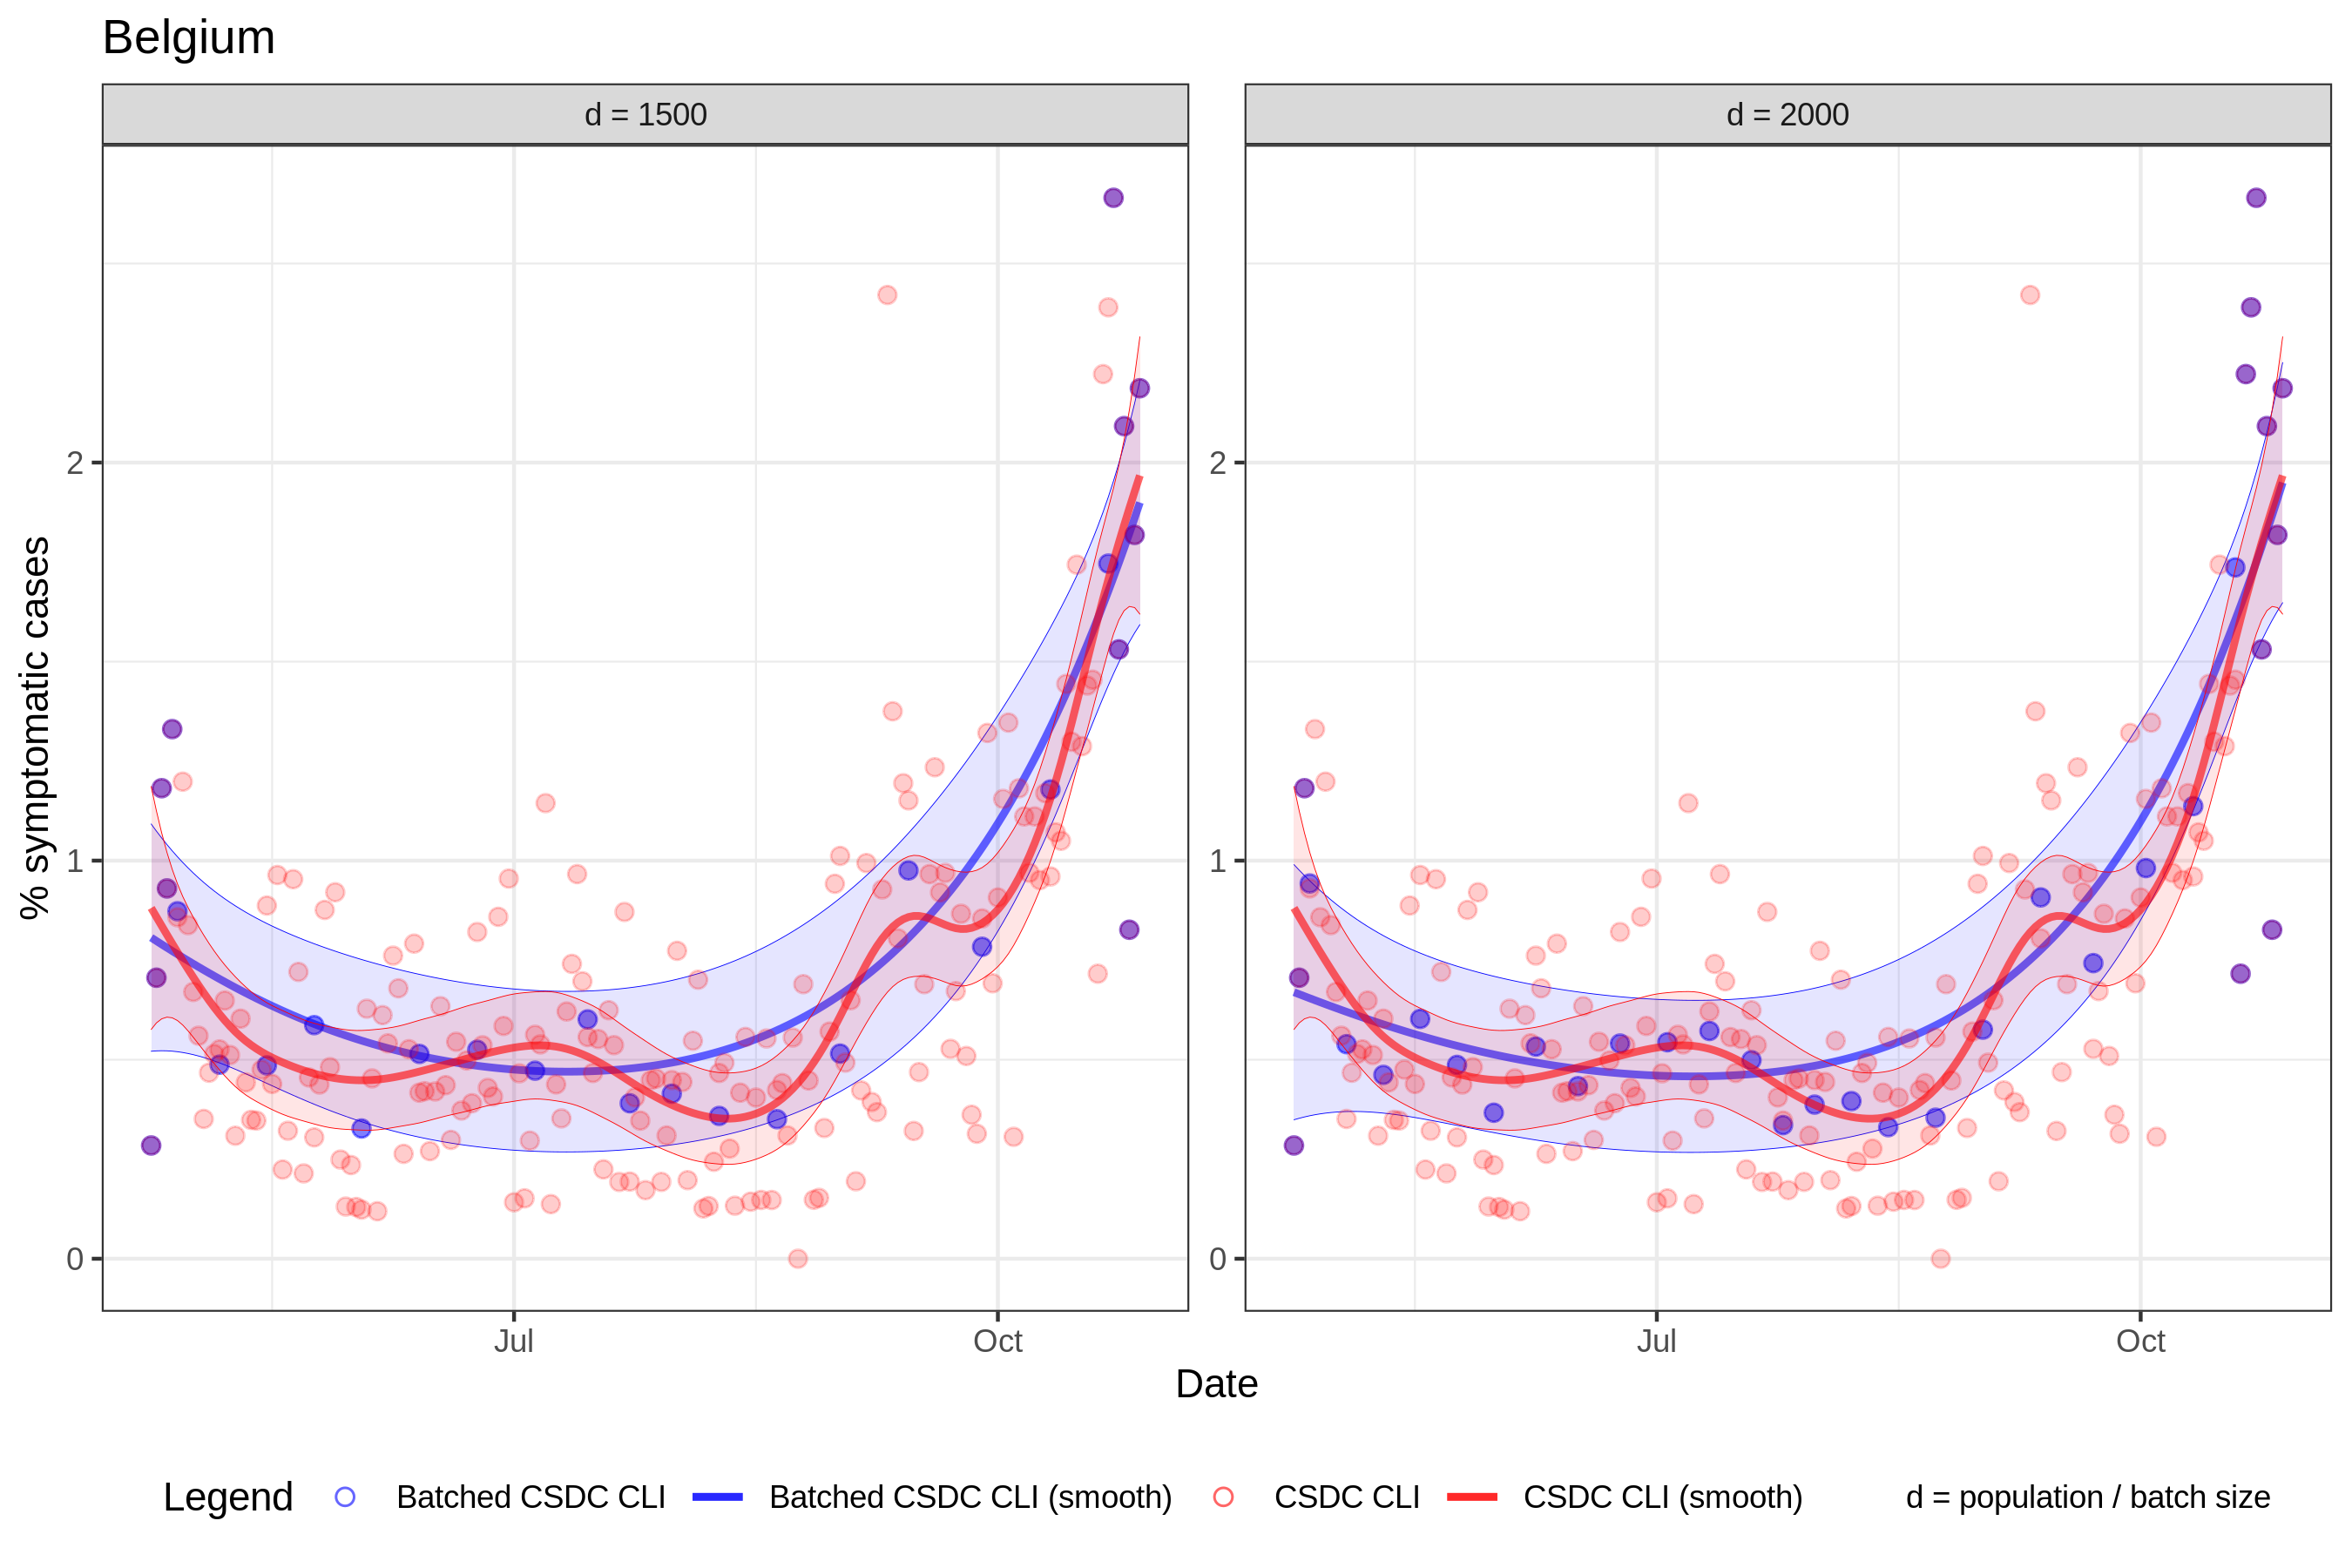 Belgium
d = 1500
d = 2000
% symptomatic cases
2
1
0
2
1
0
Jul
Oct
Jul
Oct
Date
Legend
Batched CSDC CLI
Batched CSDC CLI (smooth)
CSDC CLI
CSDC CLI (smooth)
d = population / batch size